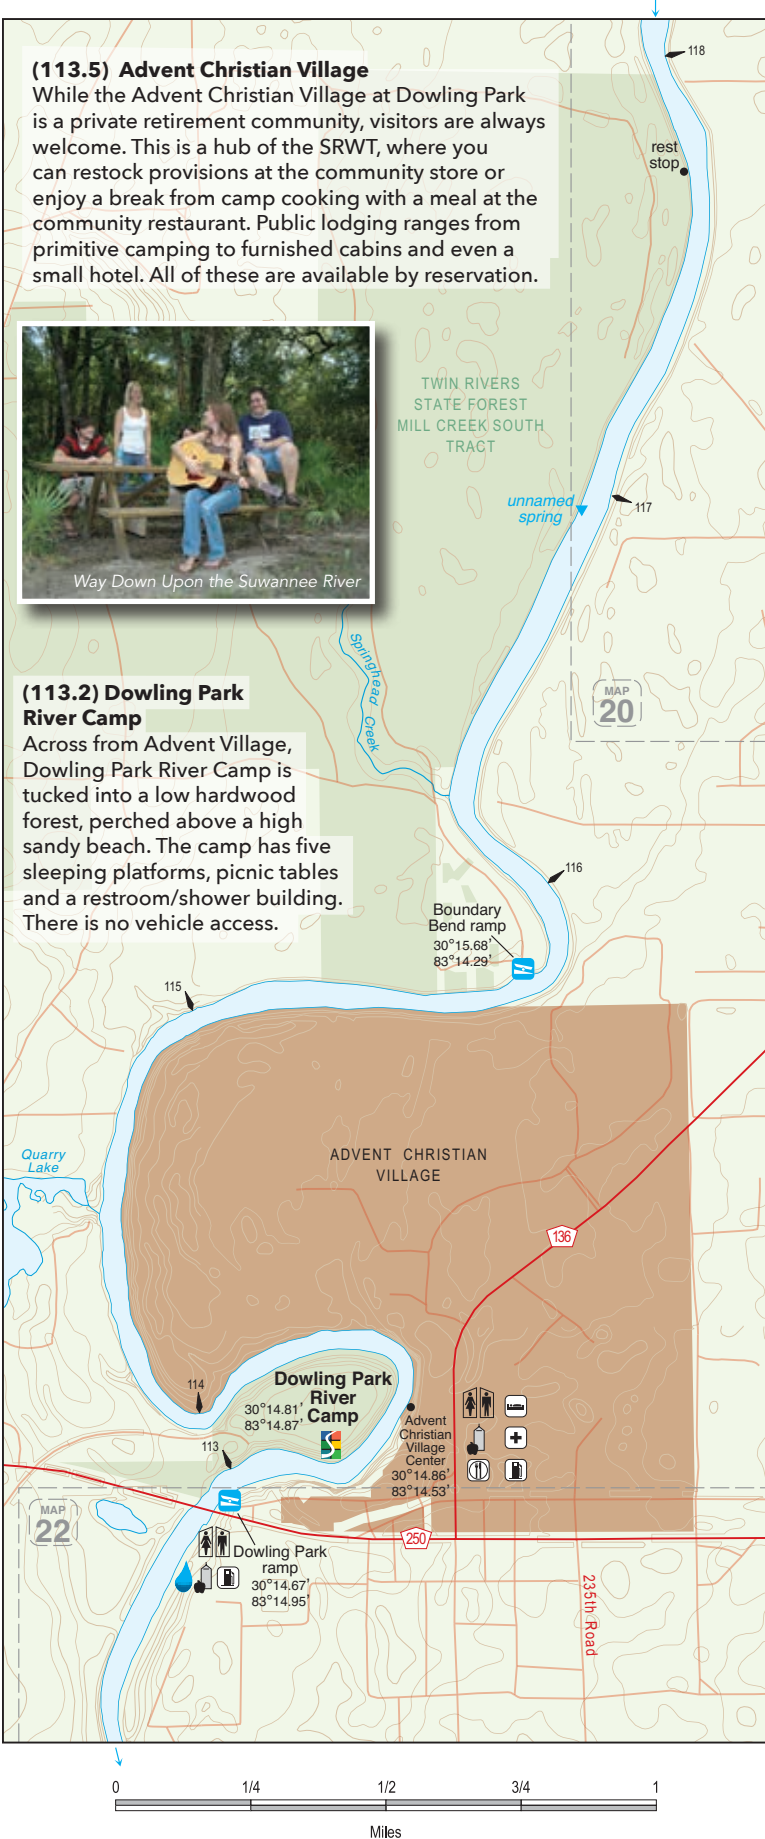 (113.5) Advent Christian Village
While the Advent Christian Village at Dowling Park
is a private retirement community, visitors are always
welcome. This is a hub of the SRWT, where you
can restock provisions at the community store or
enjoy a break from camp cooking with a meal at the
community restaurant. Public lodging ranges from
primitive camping to furnished cabins and even a
small hotel. All of these are available by reservation.
118
rest
stop
TWIN RIVERS
STATE FOREST
MILL CREEK SOUTH
TRACT
unnamed
spring
117
Way Down Upon the Suwannee River
Springhead
Creek
MAP
20
(113.2) Dowling Park
River Camp
Across from Advent Village,
Dowling Park River Camp is
tucked into a low hardwood
forest, perched above a high
sandy beach. The camp has five
sleeping platforms, picnic tables
and a restroom/shower building.
There is no vehicle access.
116
Boundary
Bend ramp
30°15.68'
83°14.29'
115
Quarry
Lake
ADVENT CHRISTIAN
VILLAGE
136
114
Dowling Park
River
Camp
30°14.81'
83°14.87'
113
Advent
Christian
Village
Center
30°14.86'
83°14.53'
MAP
22
250
Dowling Park
ramp
30°14.67'
83°14.95'
235th Road
0 1/4 1/2 3/4 1
Miles